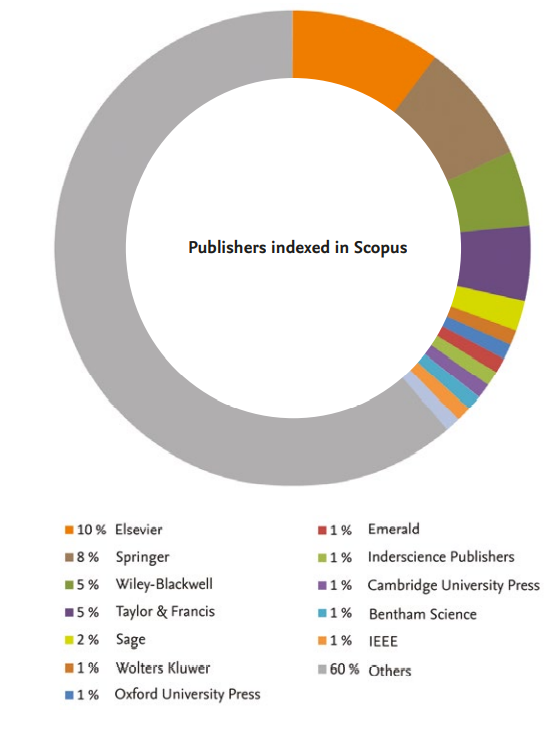 Publishers indexed in Scopus
10 % Elsevier
8 % Springer
5 % Wiley-Blackwell
5 % Taylor & Francis
2 % Sage
1 % Wolters Kluwer
1 % Oxford University Press
1 % Emerald
1 % Inderscience Publishers
1 % Cambridge University Press
1 % Bentham Science
1 % IEEE
60 % Others